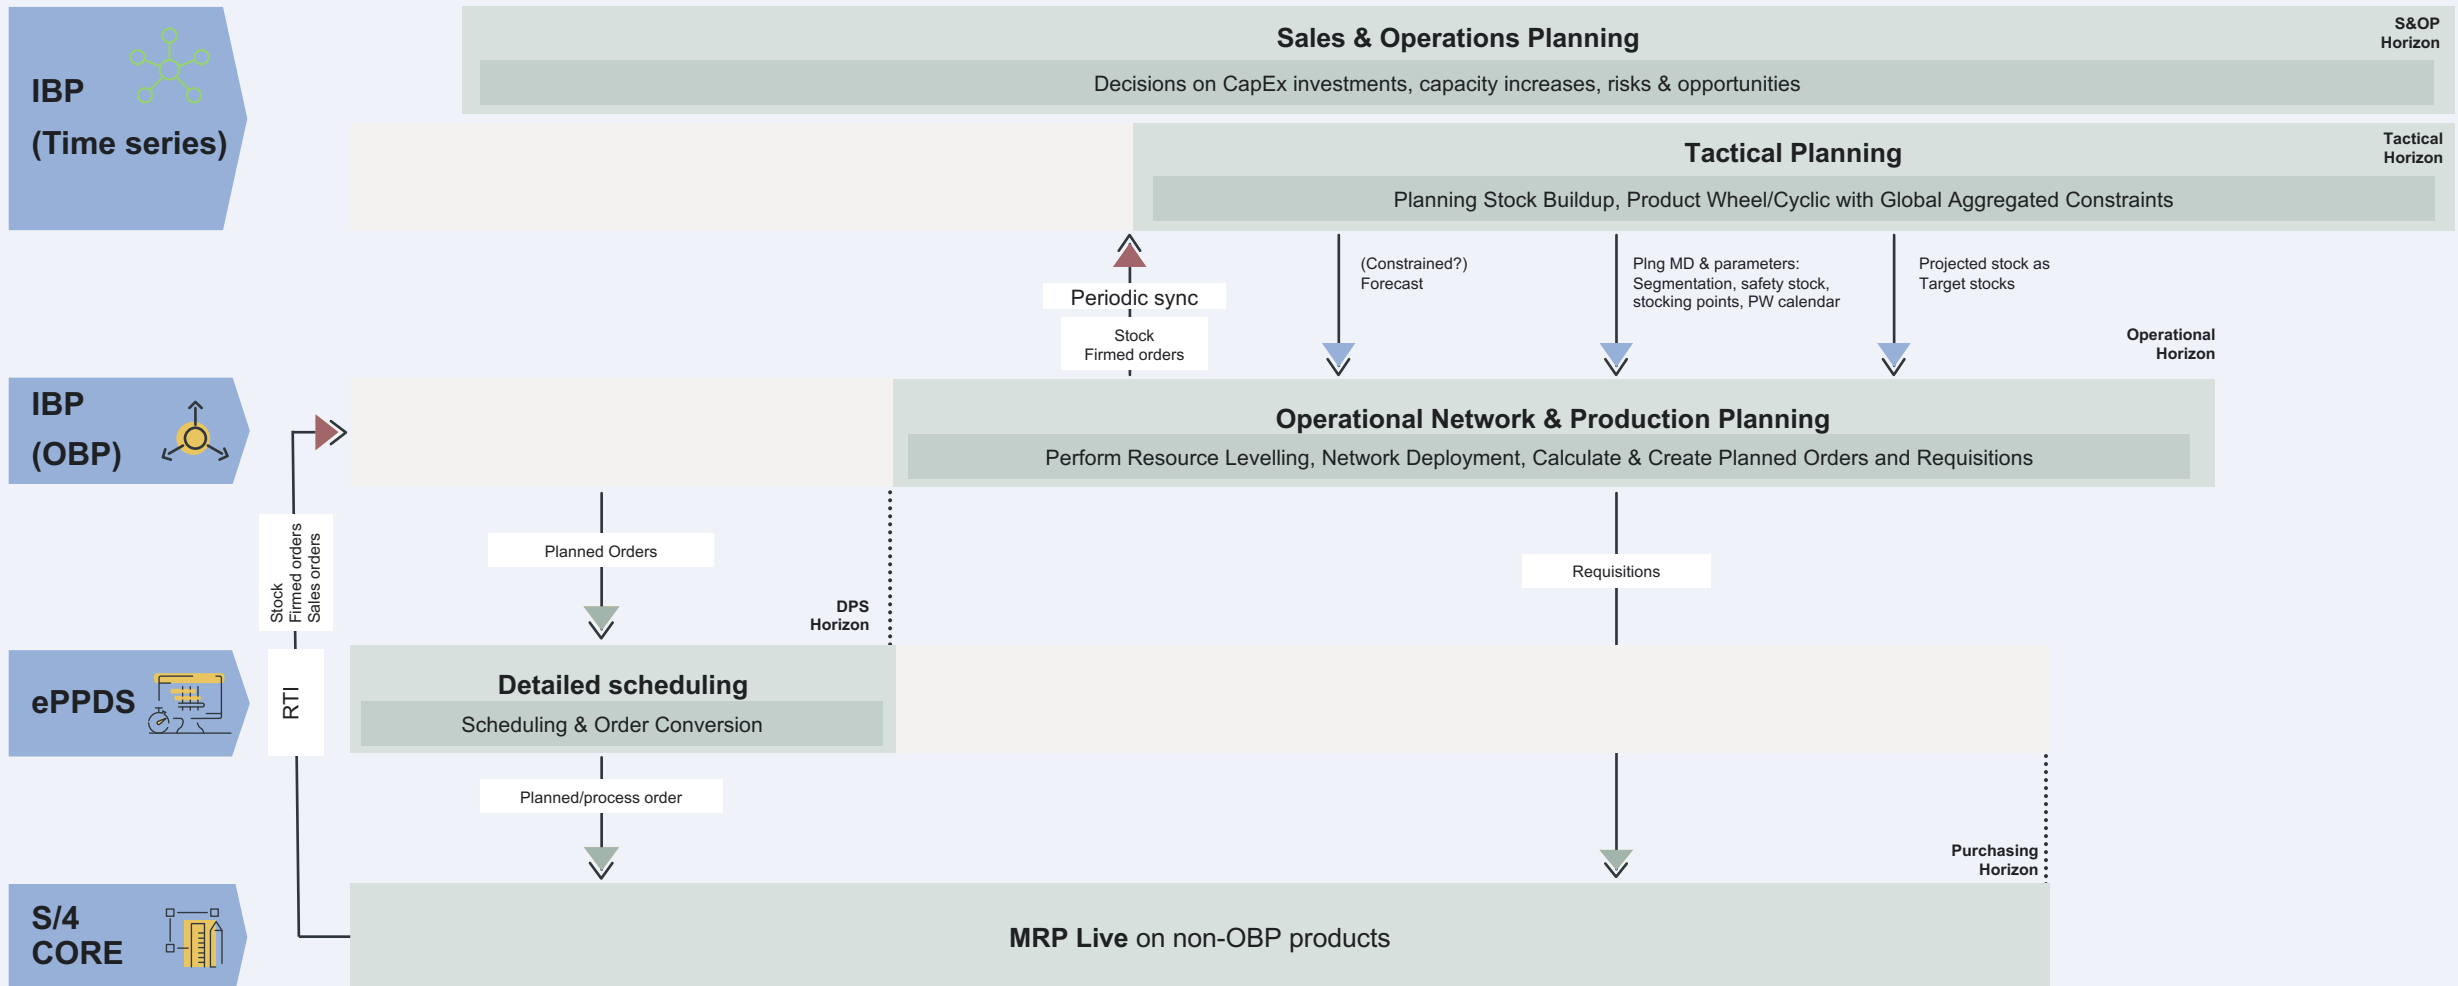 IBP
(Time series)
Sales & Operations Planning
S&OP
Horizon
Decisions on CapEx investments, capacity increases, risks & opportunities
Tactical Planning
Tactical
Horizon
Planning Stock Buildup, Product Wheel/Cyclic with Global Aggregated Constraints
Periodic sync
Stock
Firmed orders
(Constrained?)
Forecast
Plng MD & parameters:
Segmentation, safety stock,
stocking points, PW calendar
Projected stock as
Target stocks
Operational
Horizon
IBP
(OBP)
Operational Network & Production Planning
Perform Resource Levelling, Network Deployment, Calculate & Create Planned Orders and Requisitions
Stock
Firmed orders
Sales orders
RTI
Planned Orders
Requisitions
DPS
Horizon
ePPDS
Detailed scheduling
Scheduling & Order Conversion
Planned/process order
Purchasing
Horizon
S/4
CORE
MRP Live on non-OBP products